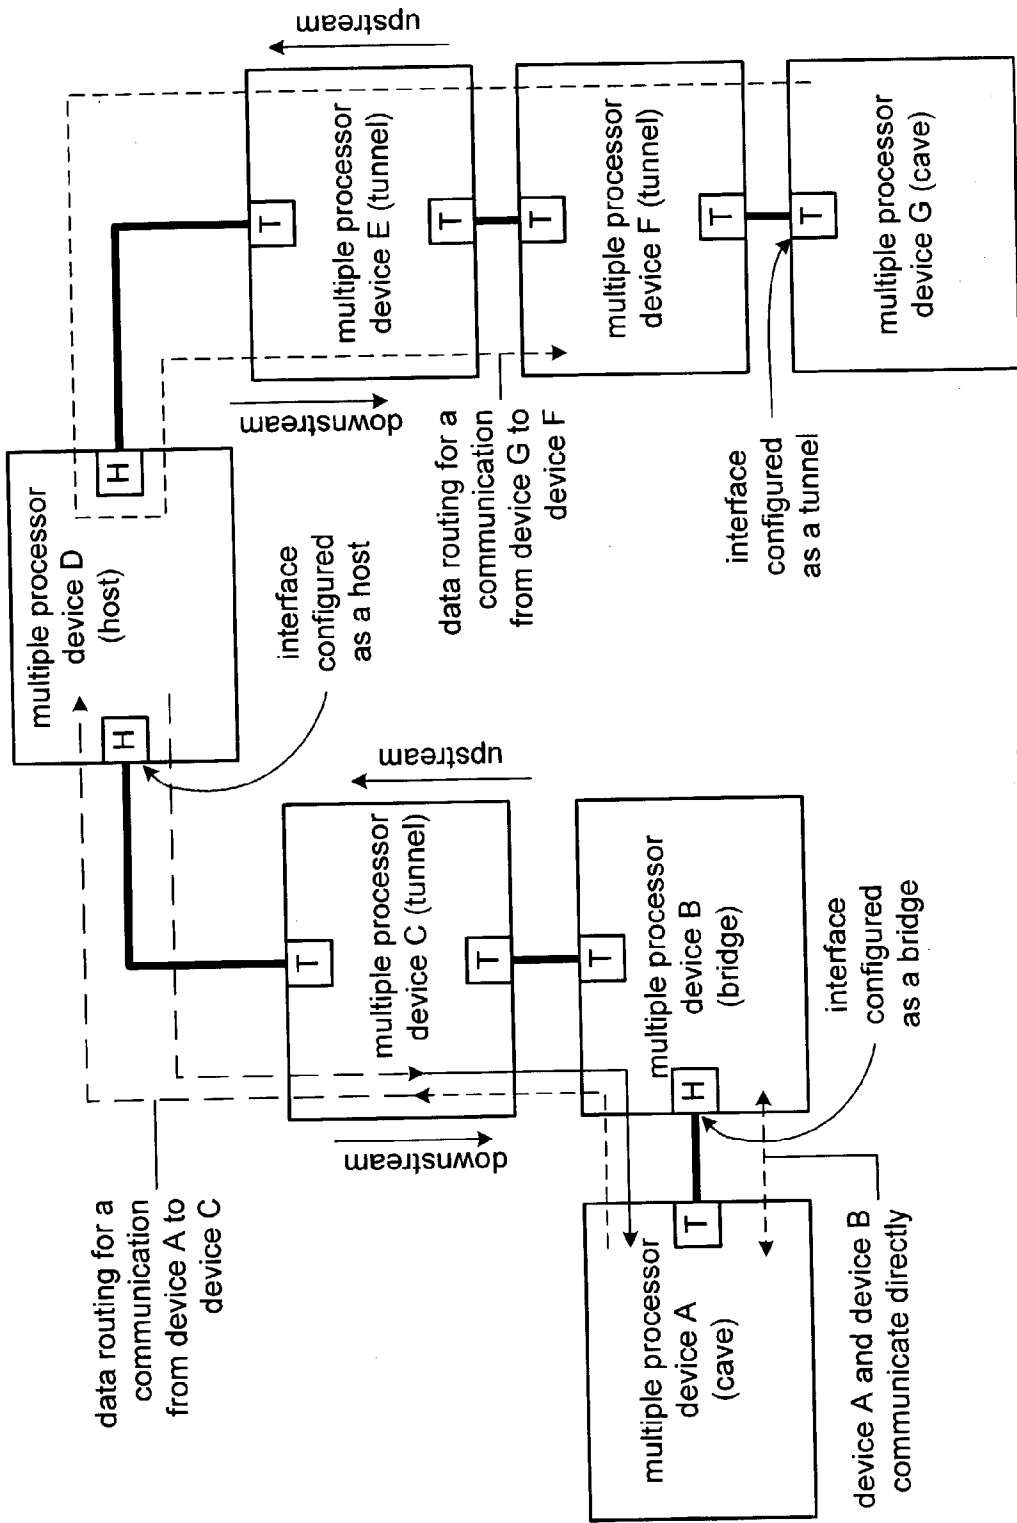 multiple processor
device D
(host)
H
H
interface
configured
as a host
upstream
multiple processor
device E (tunnel)
T
T
downstream
data routing for a
communication
from device G to
device F
multiple processor
device F (tunnel)
T
T
interface
configured
as a tunnel
multiple processor
device G (cave)
T
upstream
multiple processor
device C (tunnel)
T
T
downstream
data routing for a
communication
from device A to
device C
multiple processor
device B
(bridge)
T
H
interface
configured
as a bridge
multiple processor
device A
(cave)
T
device A and device B
communicate directly